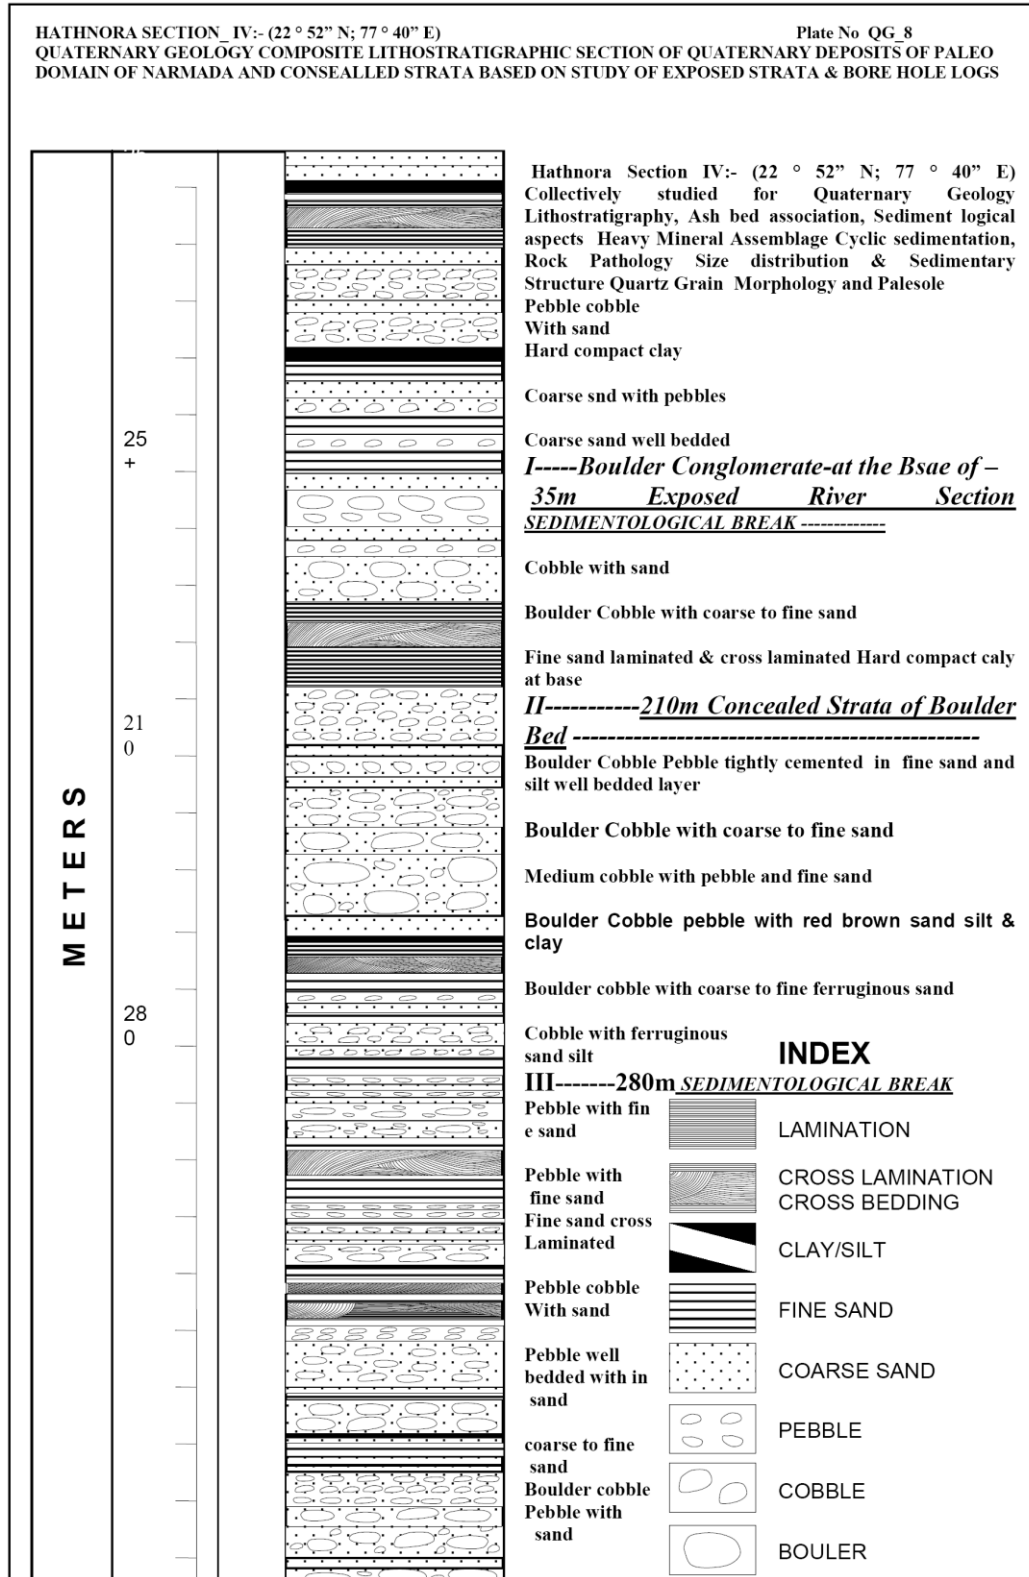 HATHNORA SECTION_ IV:- (22 ° 52” N; 77 ° 40” E) Plate No QG_8
QUATERNARY GEOLOGY COMPOSITE LITHOSTRATIGRAPHIC SECTION OF QUATERNARY DEPOSITS OF PALEO
DOMAIN OF NARMADA AND CONSEALLED STRATA BASED ON STUDY OF EXPOSED STRATA & BORE HOLE LOGS
METERS
25
+
21
0
28
0
Hathnora Section IV:- (22 ° 52” N; 77 ° 40” E)
Collectively studied for Quaternary Geology
Lithostratigraphy, Ash bed association, Sediment logical
aspects Heavy Mineral Assemblage Cyclic sedimentation,
Rock Pathology Size distribution & Sedimentary
Structure Quartz Grain Morphology and Palesole
Pebble cobble
With sand
Hard compact clay
Coarse snd with pebbles
Coarse sand well bedded
I-----Boulder Conglomerate-at the Bsae of –
35m Exposed River Section
SEDIMENTOLOGICAL BREAK -------------
Cobble with sand
Boulder Cobble with coarse to fine sand
Fine sand laminated & cross laminated Hard compact caly
at base
II-----------210m Concealed Strata of Boulder
Bed ----------------------------------------------
Boulder Cobble Pebble tightly cemented in fine sand and
silt well bedded layer
Boulder Cobble with coarse to fine sand
Medium cobble with pebble and fine sand
Boulder Cobble pebble with red brown sand silt &
clay
Boulder cobble with coarse to fine ferruginous sand
Cobble with ferruginous
sand silt
III-------280m SEDIMENTOLOGICAL BREAK
Pebble with fin
e sand
Pebble with
fine sand
Fine sand cross
Laminated
Pebble cobble
With sand
Pebble well
bedded with in
sand
coarse to fine
sand
Boulder cobble
Pebble with
sand
INDEX
LAMINATION
CROSS LAMINATION
CROSS BEDDING
CLAY/SILT
FINE SAND
COARSE SAND
PEBBLE
COBBLE
BOULER